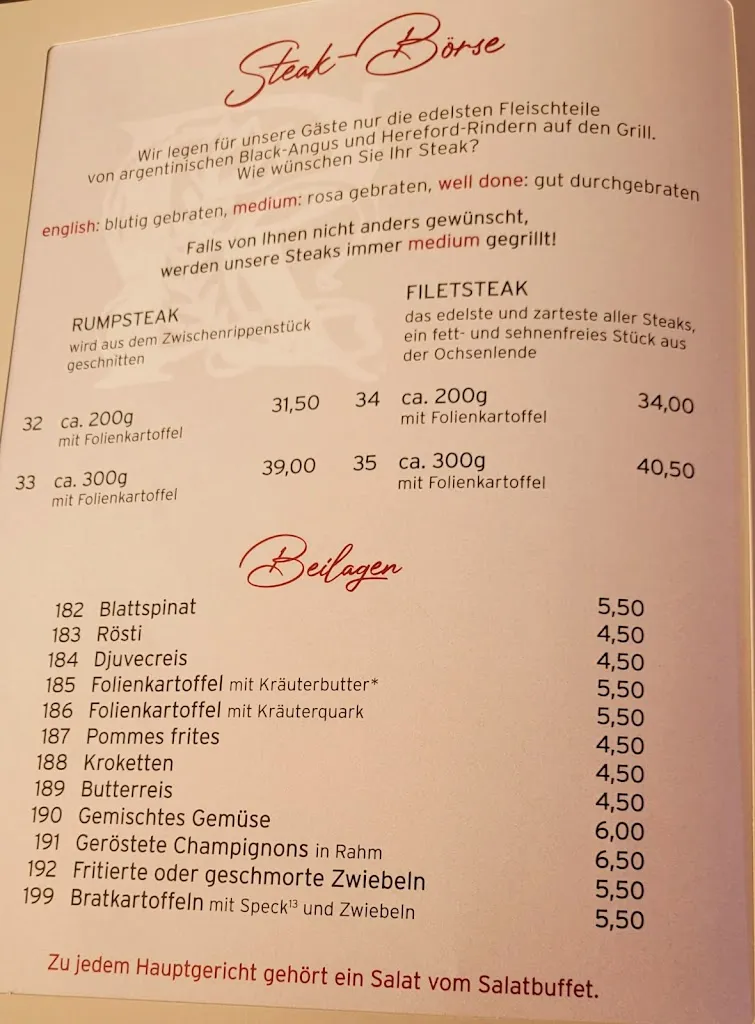 Steak-Börse
Wir legen für unsere Gäste nur die edelsten Fleischteile
von argentinischen Black-Angus und Hereford-Rindern auf den Grill.
Wie wünschen Sie Ihr Steak?
english: blutig gebraten, medium: rosa gebraten, well done: gut durchgebraten
Falls von Ihnen nicht anders gewünscht,
werden unsere Steaks immer medium gegrillt!
RUMPSTEAK
wird aus dem Zwischenrippenstück
geschnitten
32 ca. 200g 31,50
mit Folienkartoffel
33 ca. 300g 39,00
mit Folienkartoffel
FILETSTEAK
das edelste und zarteste aller Steaks,
ein fett- und sehnenfreies Stück aus
der Ochsenlende
34 ca. 200g 34,00
mit Folienkartoffel
35 ca. 300g 40,50
mit Folienkartoffel
Beilagen
182 Blattspinat 5,50
183 Rösti 4,50
184 Djuvecreis 4,50
185 Folienkartoffel mit Kräuterbutter* 5,50
186 Folienkartoffel mit Kräuterquark 5,50
187 Pommes frites 4,50
188 Kroketten 4,50
189 Butterreis 4,50
190 Gemischtes Gemüse 6,00
191 Geröstete Champignons in Rahm 6,50
192 Fritierte oder geschmorte Zwiebeln 5,50
199 Bratkartoffeln mit Speck¹³ und Zwiebeln 5,50
Zu jedem Hauptgericht gehört ein Salat vom Salatbuffet.